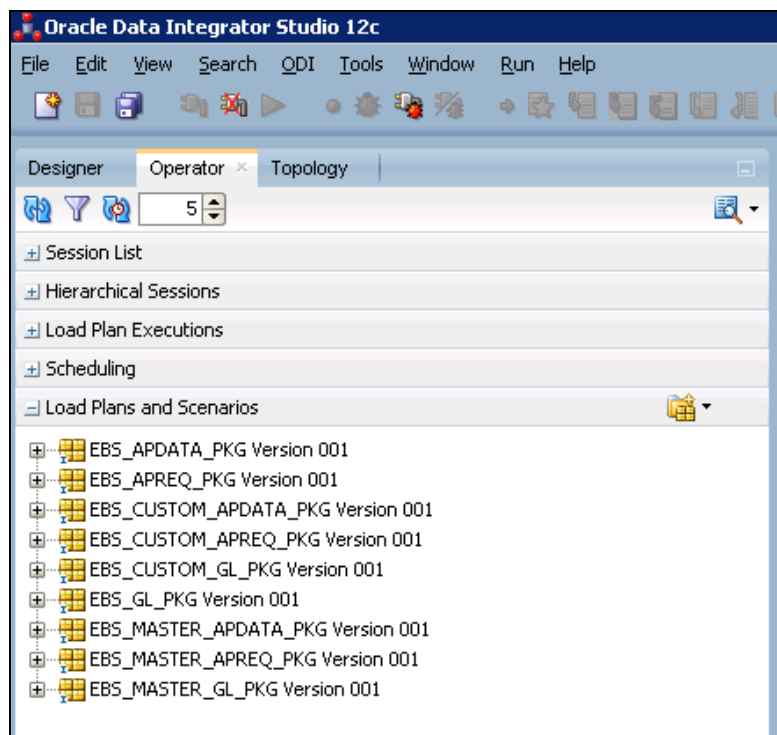 Oracle Data Integrator Studio 12c
File Edit View Search ODI Tools Window Run Help
Designer Operator Topology
5
Session List
Hierarchical Sessions
Load Plan Executions
Scheduling
Load Plans and Scenarios
EBS_APDATA_PKG Version 001
EBS_APREQ_PKG Version 001
EBS_CUSTOM_APDATA_PKG Version 001
EBS_CUSTOM_APREQ_PKG Version 001
EBS_CUSTOM_GL_PKG Version 001
EBS_GL_PKG Version 001
EBS_MASTER_APDATA_PKG Version 001
EBS_MASTER_APREQ_PKG Version 001
EBS_MASTER_GL_PKG Version 001